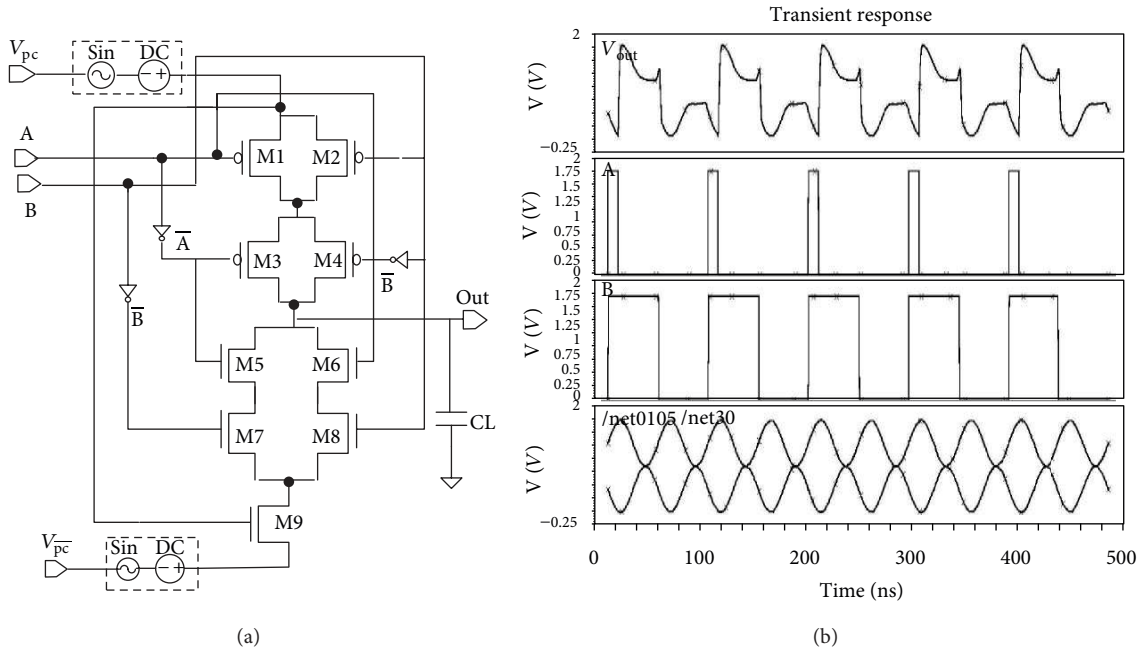 V_pc
Sin
DC
A
B
M1
M2
A̅
M3
M4
B̅
B̅
Out
M5
M6
M7
M8
CL
M9
V_p̅c̅
Sin
DC
(a)
Transient response
2
V_out
V (V)
−0.25
2
A
1.75
1.5
1.25
1
0.75
0.5
0.25
0
V (V)
2
B
1.75
1.5
1.25
1
0.75
0.5
0.25
0
V (V)
2
/net0105 /net30
V (V)
−0.25
0
100
200
300
400
500
Time (ns)
(b)